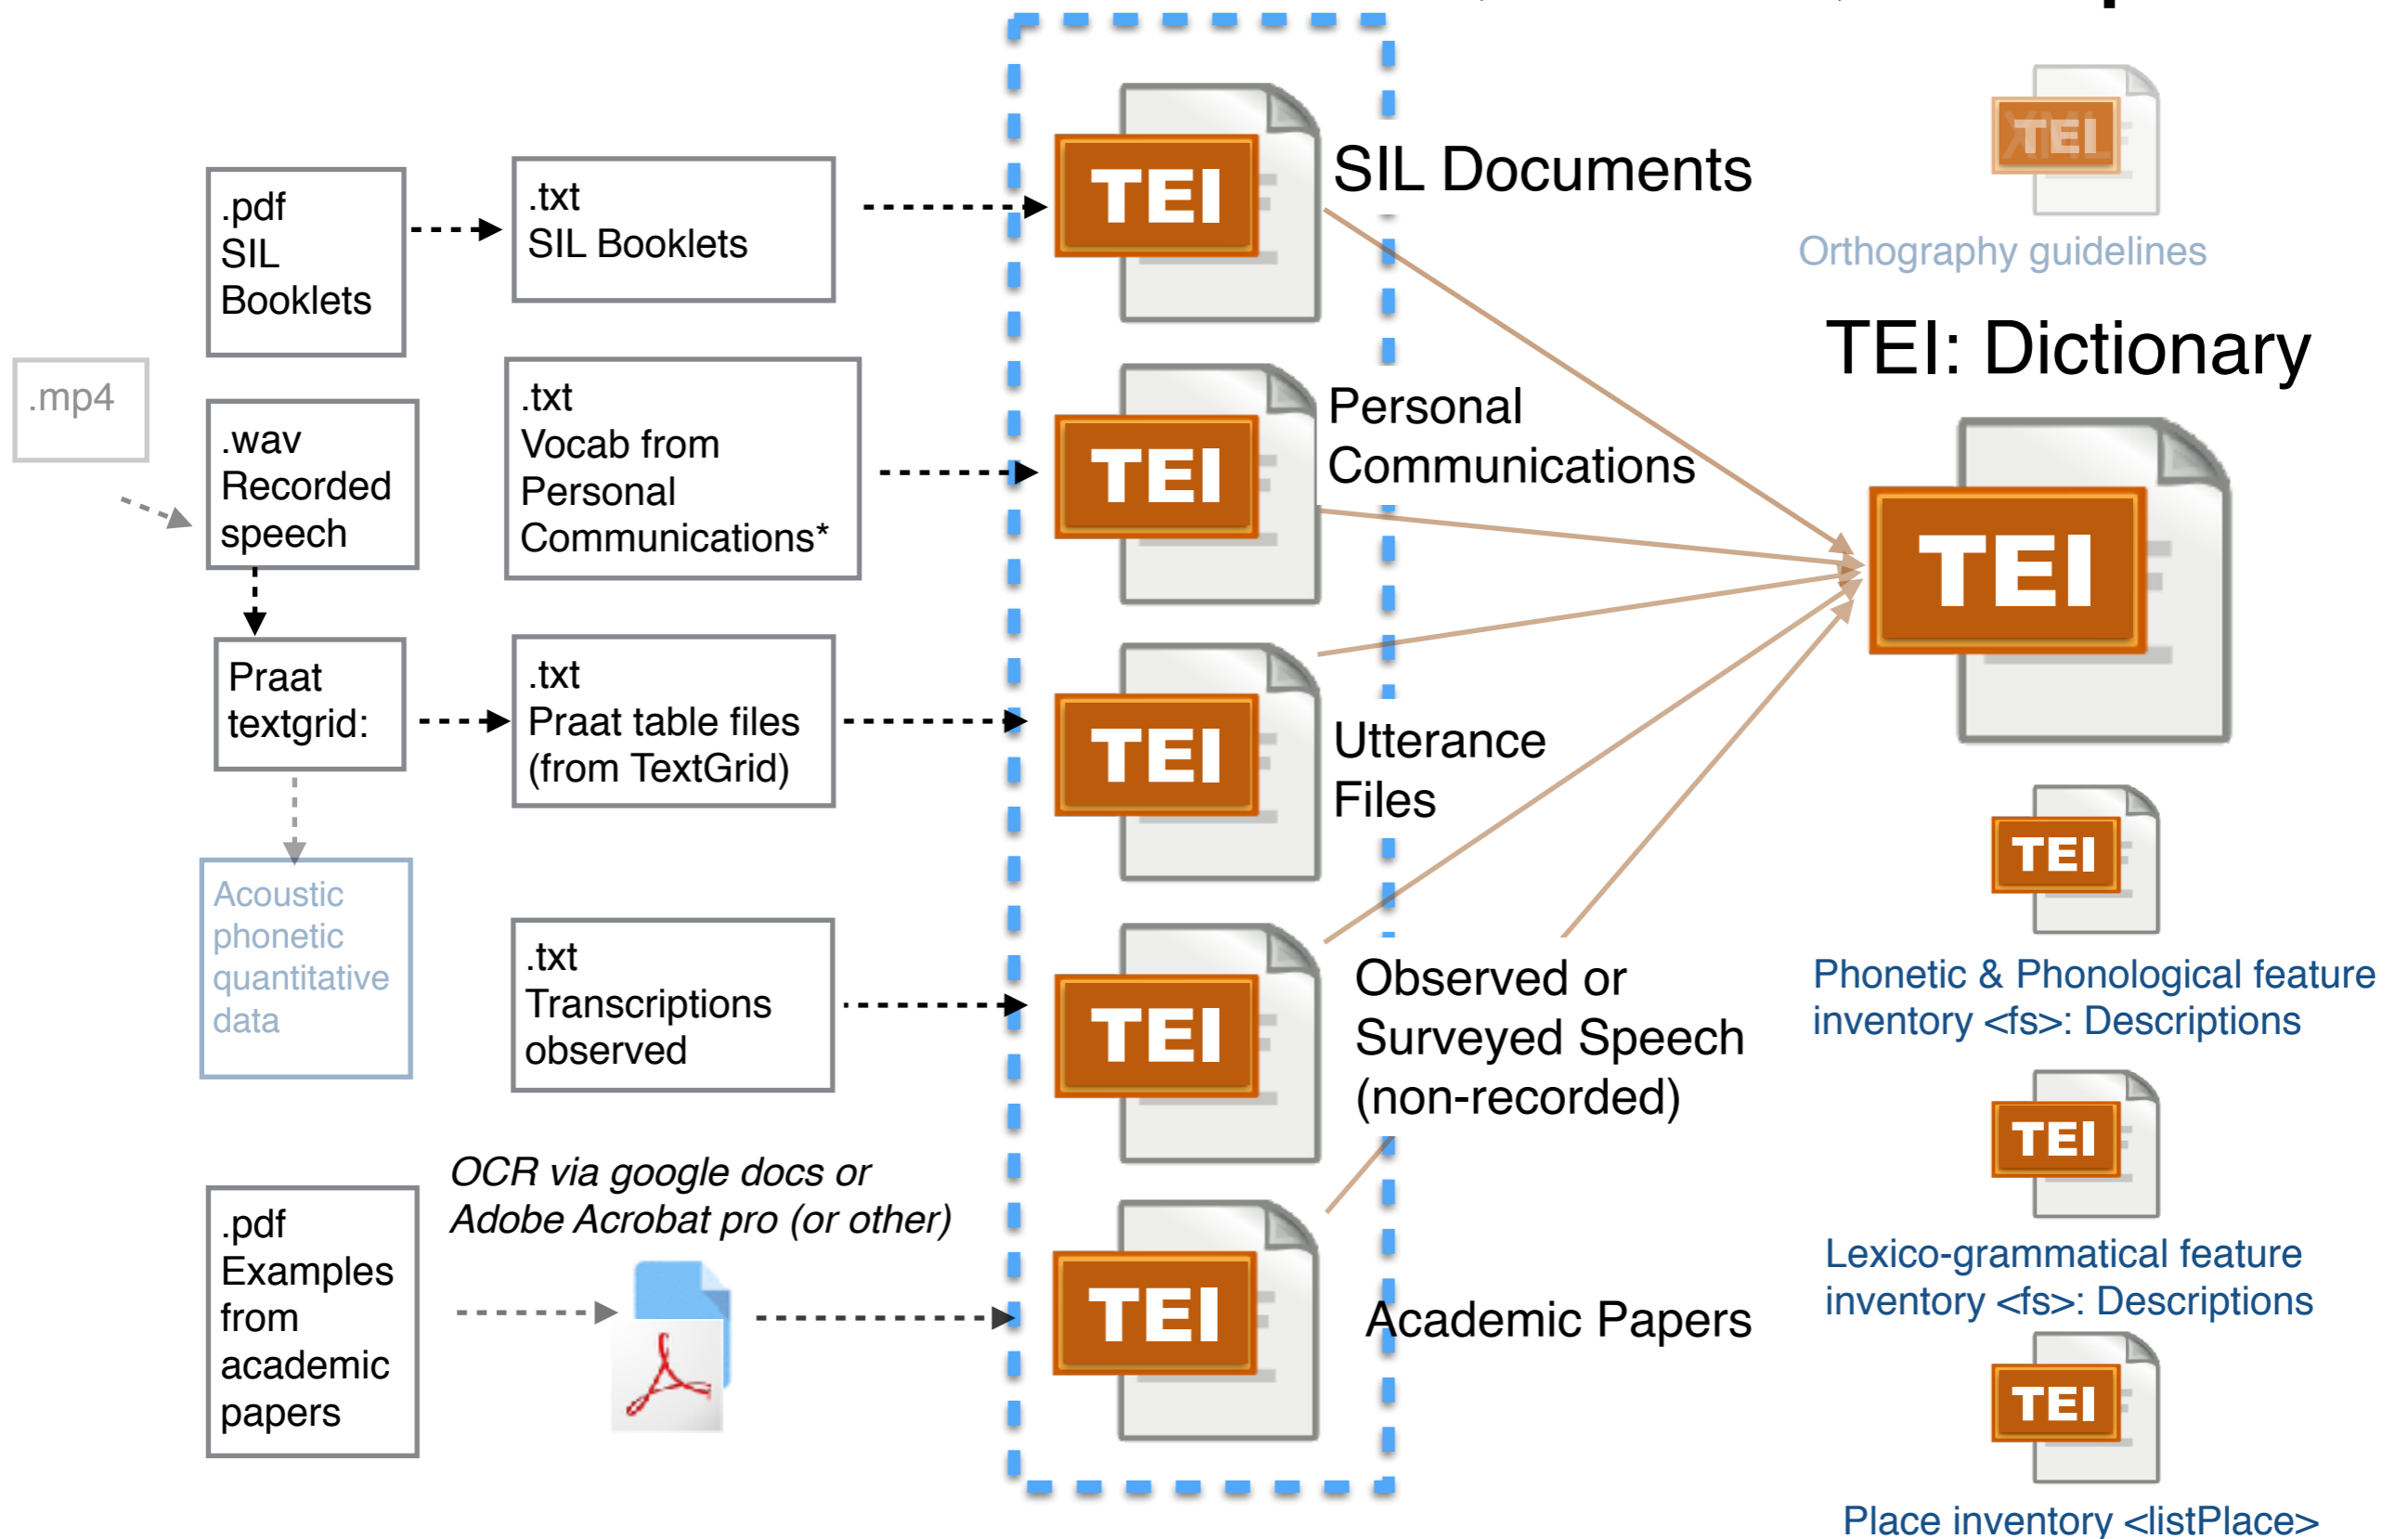 .pdf
SIL
Booklets
.txt
SIL Booklets
TEI
SIL Documents
TEI
Orthography guidelines
TEI: Dictionary
.mp4
.wav
Recorded
speech
.txt
Vocab from
Personal
Communications*
TEI
Personal
Communications
TEI
Praat
textgrid:
.txt
Praat table files
(from TextGrid)
TEI
Utterance
Files
TEI
Phonetic & Phonological feature
inventory <fs>: Descriptions
Acoustic
phonetic
quantitative
data
.txt
Transcriptions
observed
TEI
Observed or
Surveyed Speech
(non-recorded)
TEI
Lexico-grammatical feature
inventory <fs>: Descriptions
.pdf
Examples
from
academic
papers
OCR via google docs or
Adobe Acrobat pro (or other)
TEI
Academic Papers
TEI
Place inventory <listPlace>